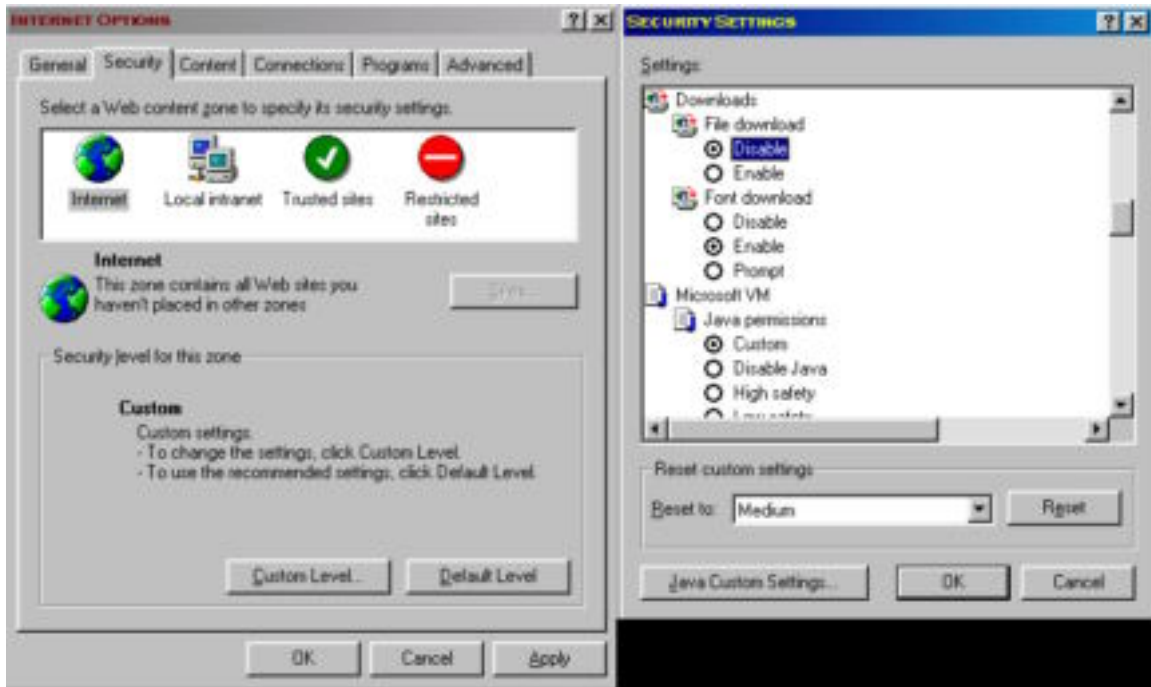 INTERNET OPTIONS
General Security Content Connections Programs Advanced
Select a Web content zone to specify its security settings.
Internet Local intranet Trusted sites Restricted sites
Internet
This zone contains all Web sites you
haven't placed in other zones
Sites...
Security level for this zone
Custom
Custom settings.
- To change the settings, click Custom Level.
- To use the recommended settings, click Default Level.
Custom Level... Default Level
OK Cancel Apply
SECURITY SETTINGS
Settings:
Downloads
File download
Disable
Enable
Font download
Disable
Enable
Prompt
Microsoft VM
Java permissions
Custom
Disable Java
High safety
Low safety
Reset custom settings
Reset to: Medium Reset
Java Custom Settings... OK Cancel